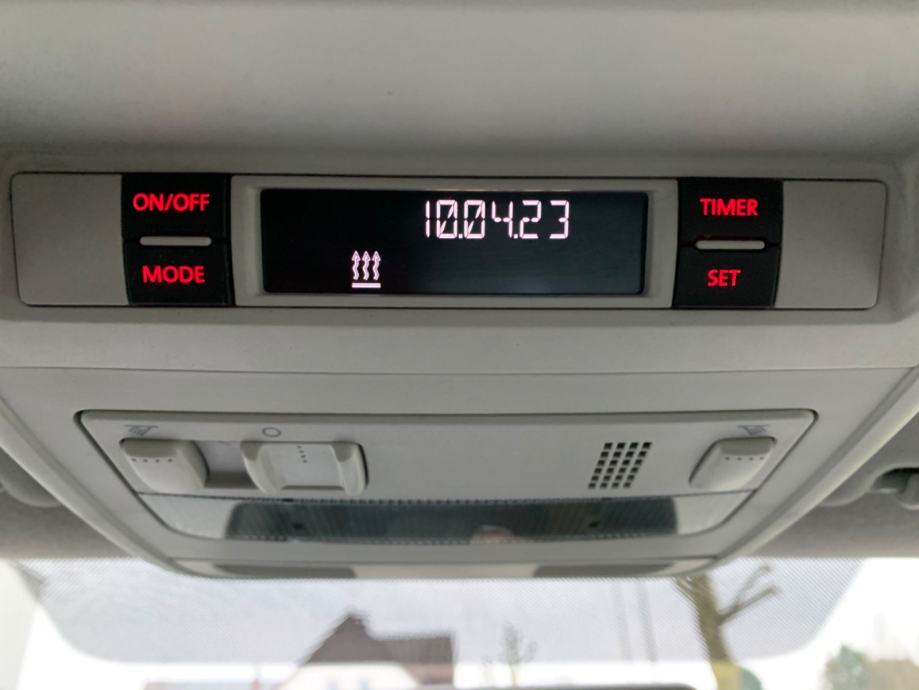 ON/OFF
10.04.23
TIMER
MODE
SET